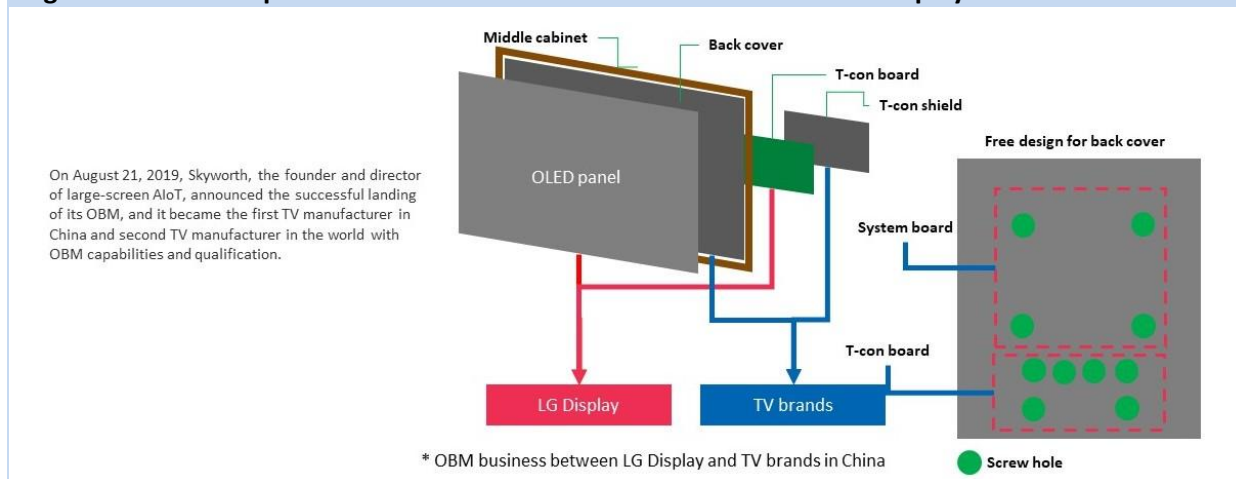 Middle cabinet
Back cover
T-con board
T-con shield
Free design for back cover
OLED panel
On August 21, 2019, Skyworth, the founder and director
of large-screen AIoT, announced the successful landing
of its OBM, and it became the first TV manufacturer in
China and second TV manufacturer in the world with
OBM capabilities and qualification.
System board
T-con board
LG Display
TV brands
* OBM business between LG Display and TV brands in China
Screw hole